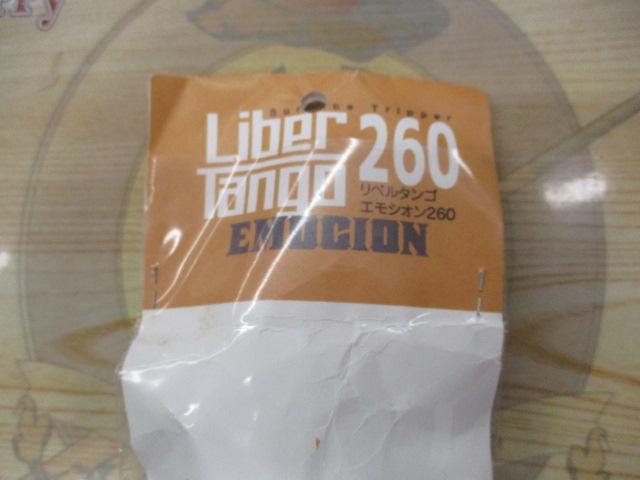 rry
Surface Tripper
Liber
Tango
260
リベルタンゴ
エモシオン260
EMOCION